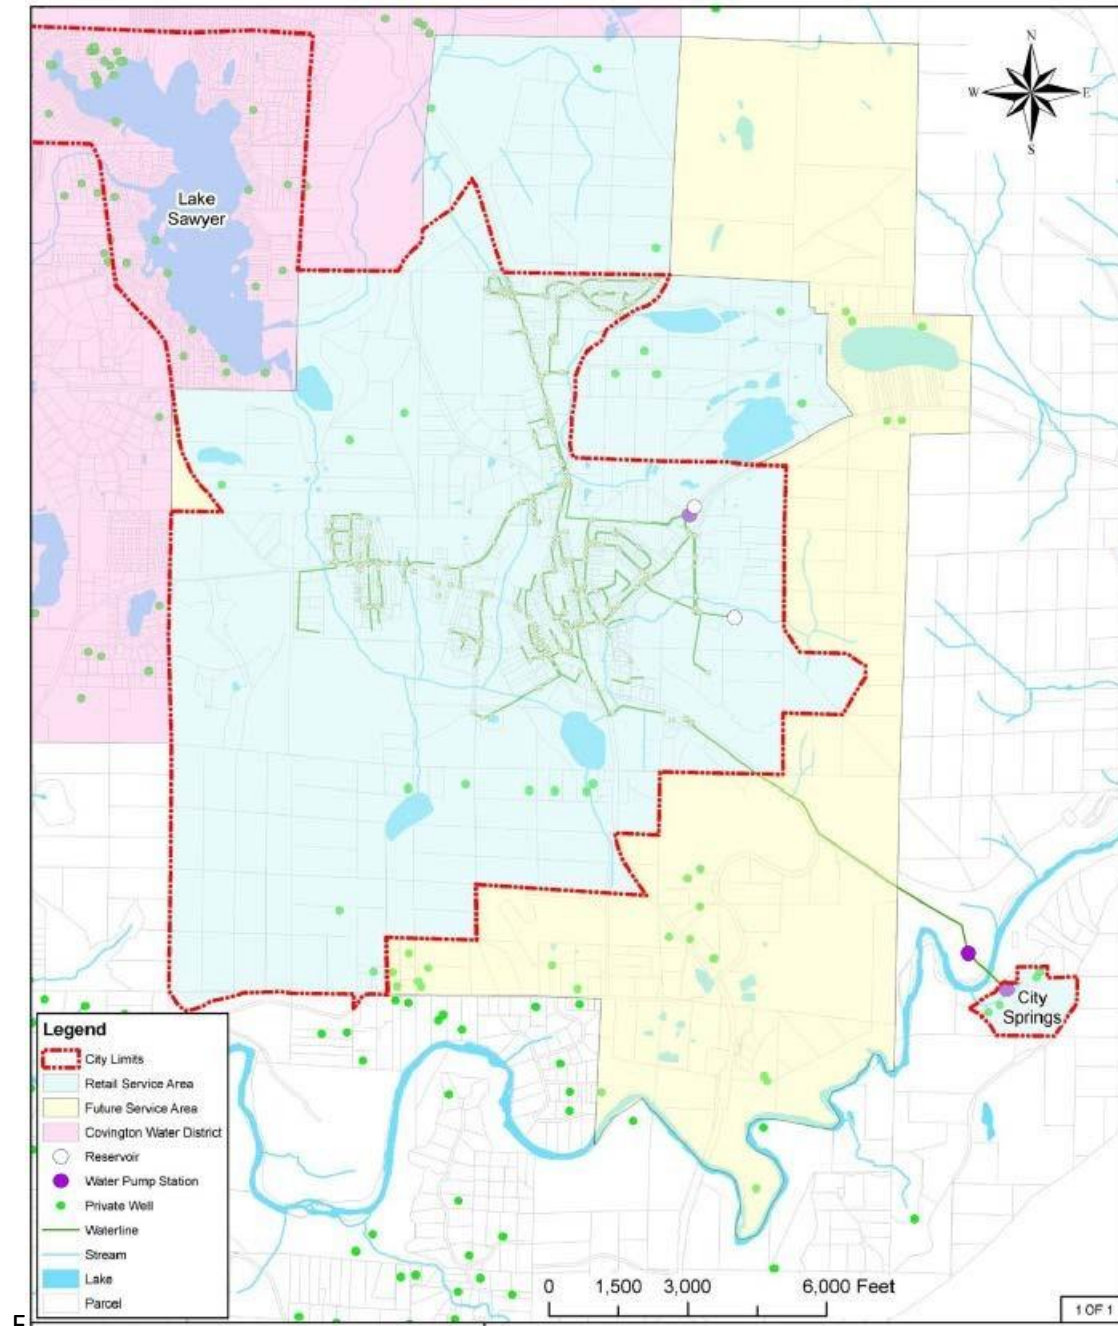 N
W E
S
Lake
Sawyer
City
Springs
Legend
City Limits
Retail Service Area
Future Service Area
Covington Water District
Reservoir
Water Pump Station
Private Well
Waterline
Stream
Lake
Parcel
0 1,500 3,000 6,000 Feet
1 OF 1